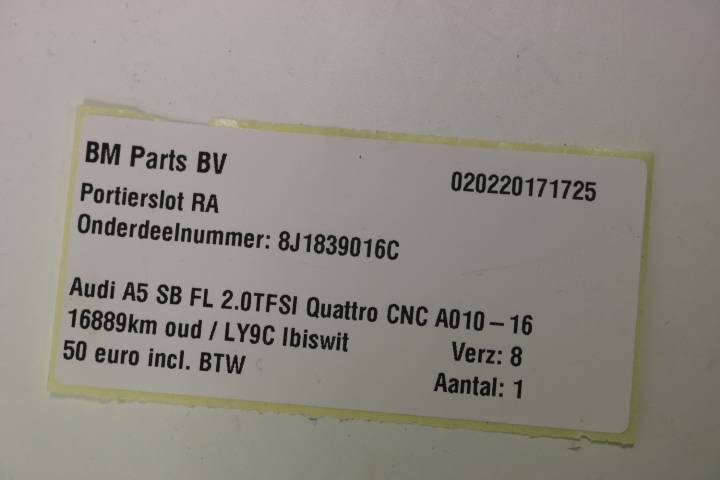 BM Parts BV
020220171725
Portierslot RA
Onderdeelnummer: 8J1839016C
Audi A5 SB FL 2.0TFSI Quattro CNC A010-16
16889km oud / LY9C Ibiswit
Verz: 8
50 euro incl. BTW
Aantal: 1